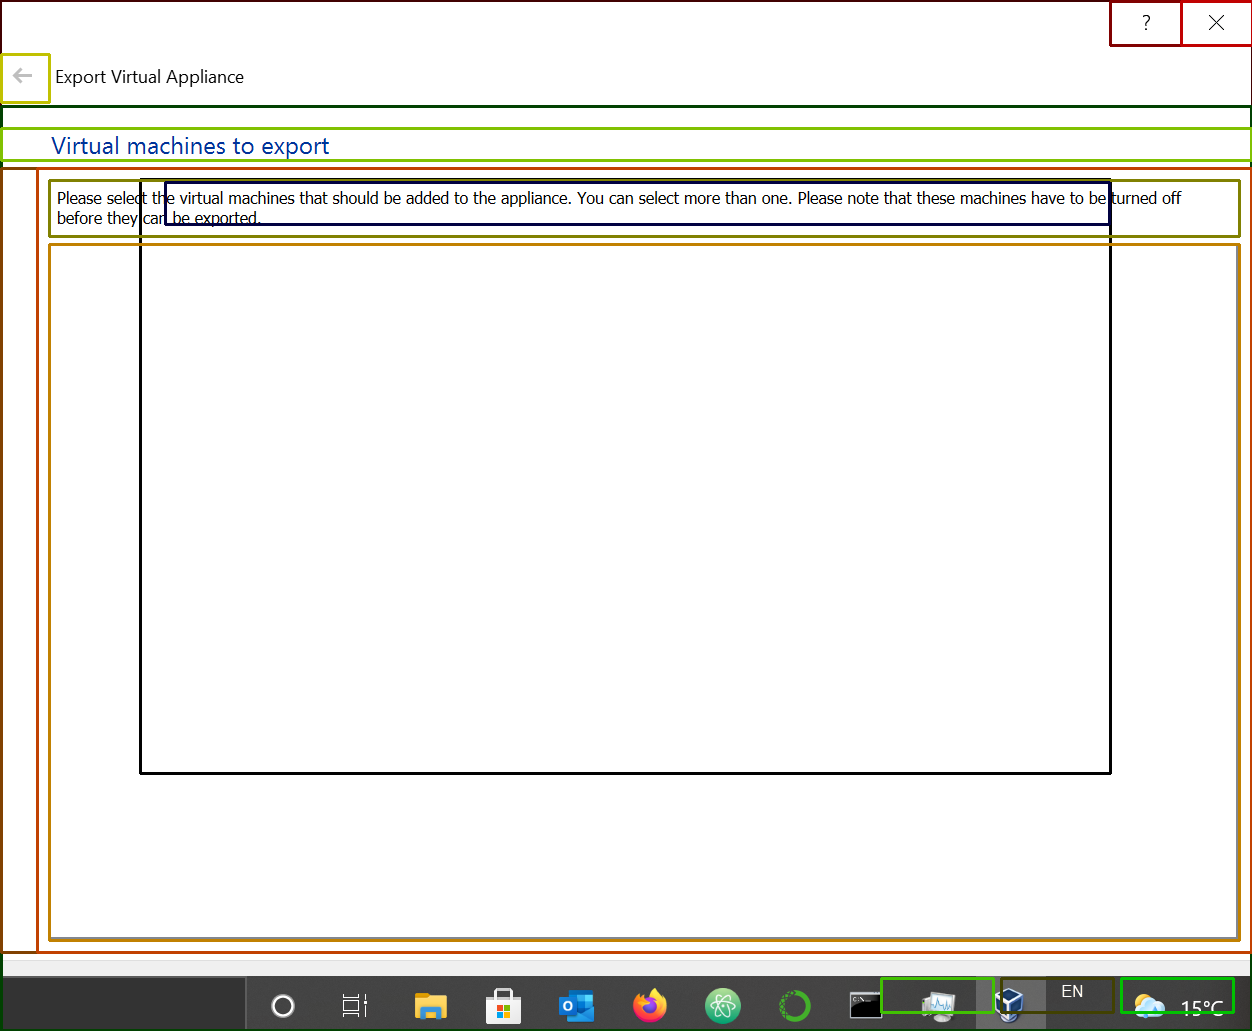 ?
Export Virtual Appliance
Virtual machines to export
Please select the virtual machines that should be added to the appliance. You can select more than one. Please note that these machines have to be turned off
before they can be exported.
EN
15°C